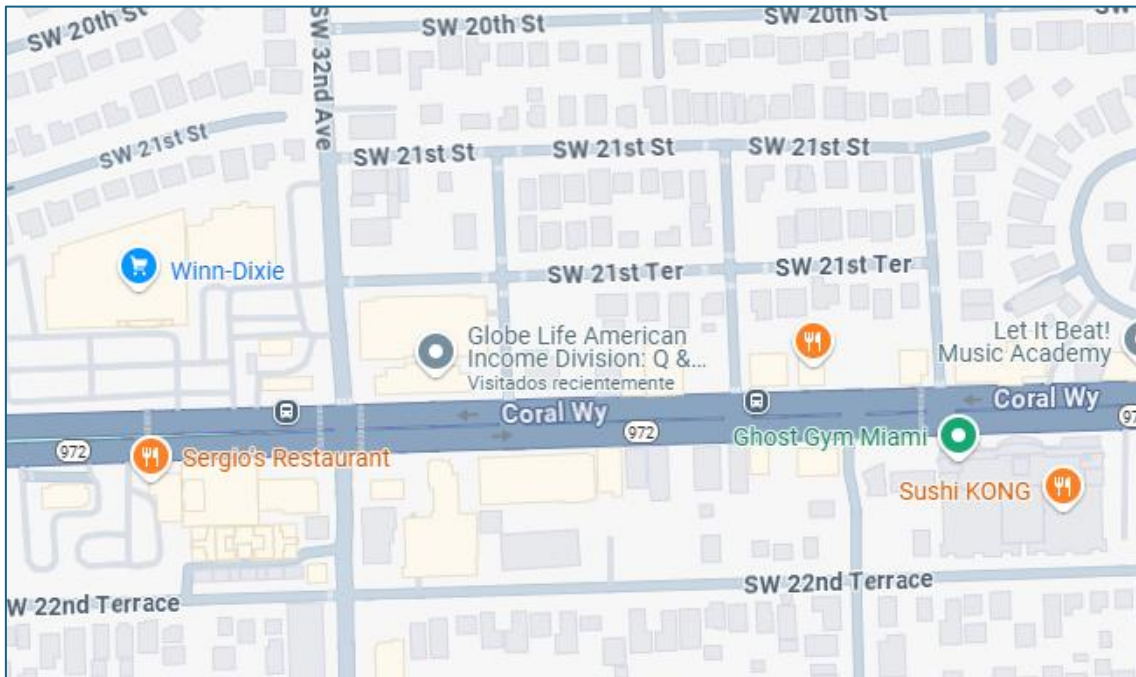 SW 20th St
SW 20th St
SW 20th St
SW 32nd Ave
SW 21st St
SW 21st St
SW 21st St
SW 21st St
Winn-Dixie
SW 21st Ter
SW 21st Ter
Globe Life American
Income Division: Q &...
Visitados recientemente
Let It Beat!
Music Academy
Coral Wy
Coral Wy
972
972
Ghost Gym Miami
Sergio's Restaurant
Sushi KONG
SW 22nd Terrace
W 22nd Terrace